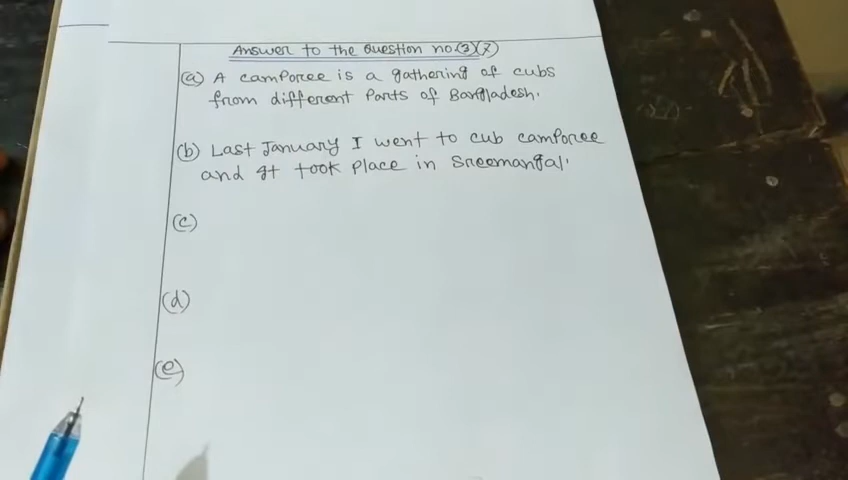 Answer to the Question no.(3)(7)
(a) A camporee is a gathering of cubs
from different parts of Bangladesh.
(b) Last January I went to cub camporee
and It took place in Sreemangal.
(c)
(d)
(e)